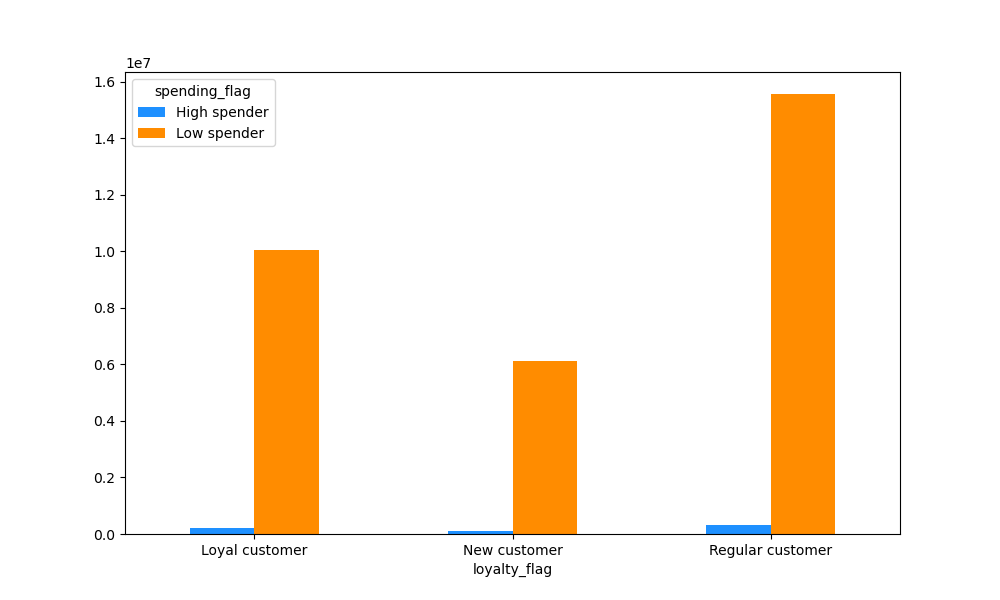 1e7
1.6
1.4
1.2
1.0
0.8
0.6
0.4
0.2
0.0
spending_flag
High spender
Low spender
Loyal customer
New customer
Regular customer
loyalty_flag